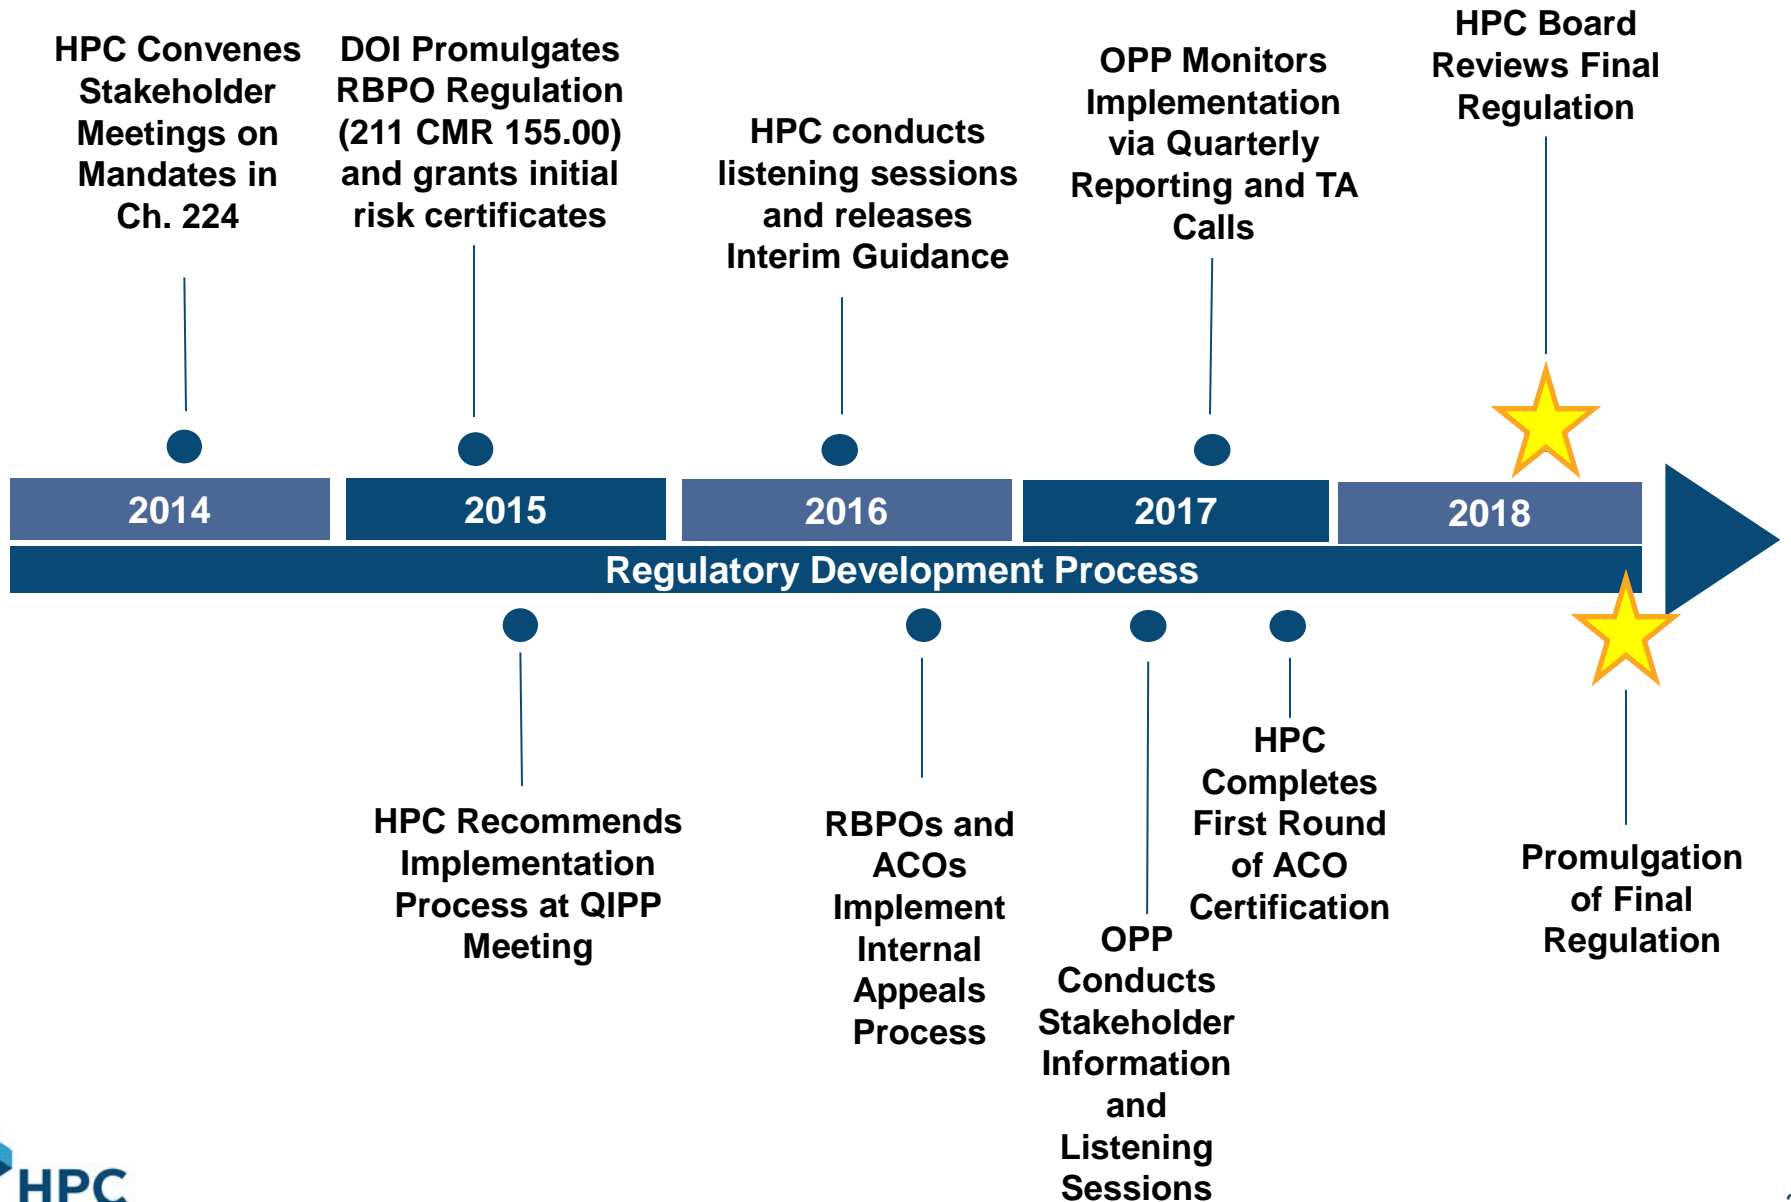 HPC Convenes
Stakeholder
Meetings on
Mandates in
Ch. 224
DOI Promulgates
RBPO Regulation
(211 CMR 155.00)
and grants initial
risk certificates
HPC conducts
listening sessions
and releases
Interim Guidance
OPP Monitors
Implementation
via Quarterly
Reporting and TA
Calls
HPC Board
Reviews Final
Regulation
2014
2015
2016
2017
2018
Regulatory Development Process
HPC Recommends
Implementation
Process at QIPP
Meeting
RBPOs and
ACOs
Implement
Internal
Appeals
Process
OPP
Conducts
Stakeholder
Information
and
Listening
Sessions
HPC
Completes
First Round
of ACO
Certification
Promulgation
of Final
Regulation
HPC